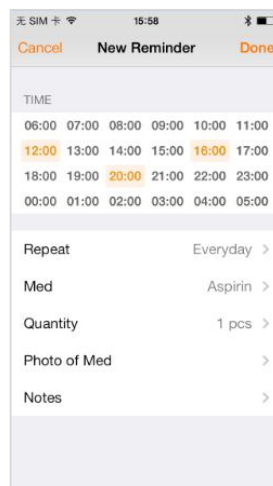 无 SIM 卡 15:58
Cancel New Reminder Done
TIME
06:00 07:00 08:00 09:00 10:00 11:00
12:00 13:00 14:00 15:00 16:00 17:00
18:00 19:00 20:00 21:00 22:00 23:00
00:00 01:00 02:00 03:00 04:00 05:00
Repeat Everyday
Med Aspirin
Quantity 1 pcs
Photo of Med
Notes